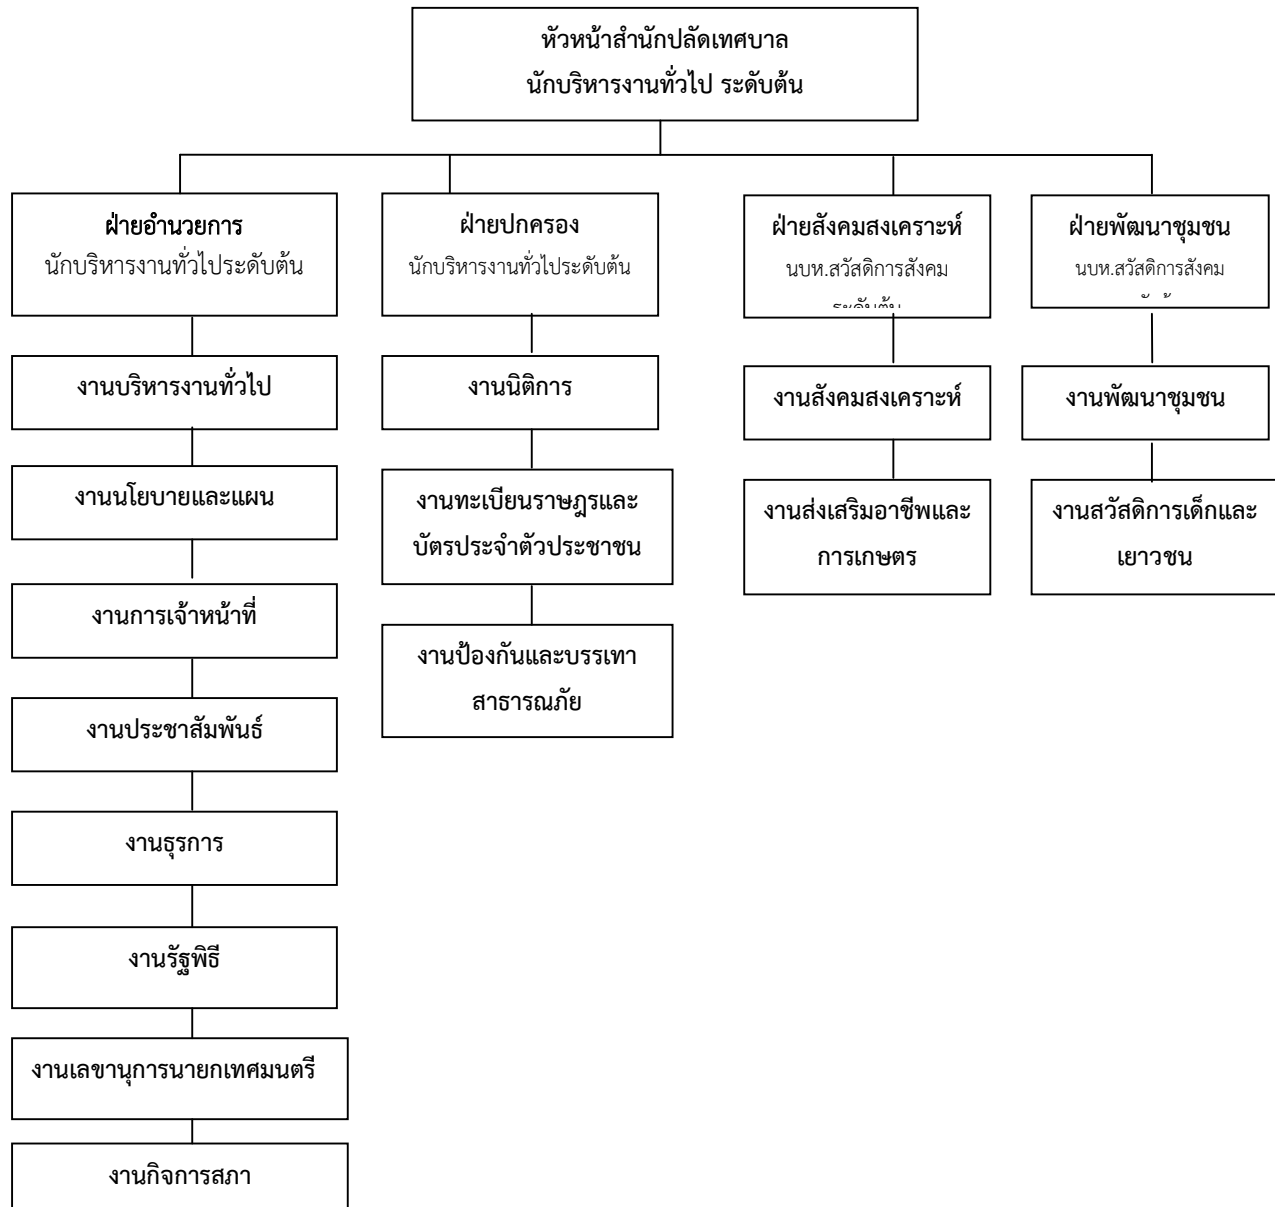 หัวหน้าสำนักปลัดเทศบาล
นักบริหารงานทั่วไป ระดับต้น
ฝ่ายอำนวยการ
นักบริหารงานทั่วไประดับต้น
งานบริหารงานทั่วไป
งานนโยบายและแผน
งานการเจ้าหน้าที่
งานประชาสัมพันธ์
งานธุรการ
งานรัฐพิธี
งานเลขานุการนายกเทศมนตรี
งานกิจการสภา
ฝ่ายปกครอง
นักบริหารงานทั่วไประดับต้น
งานนิติการ
งานทะเบียนราษฎรและ
บัตรประจำตัวประชาชน
งานป้องกันและบรรเทา
สาธารณภัย
ฝ่ายสังคมสงเคราะห์
นบห.สวัสดิการสังคม
ระดับต้น
งานสังคมสงเคราะห์
งานส่งเสริมอาชีพและ
การเกษตร
ฝ่ายพัฒนาชุมชน
นบห.สวัสดิการสังคม
งานพัฒนาชุมชน
งานสวัสดิการเด็กและ
เยาวชน